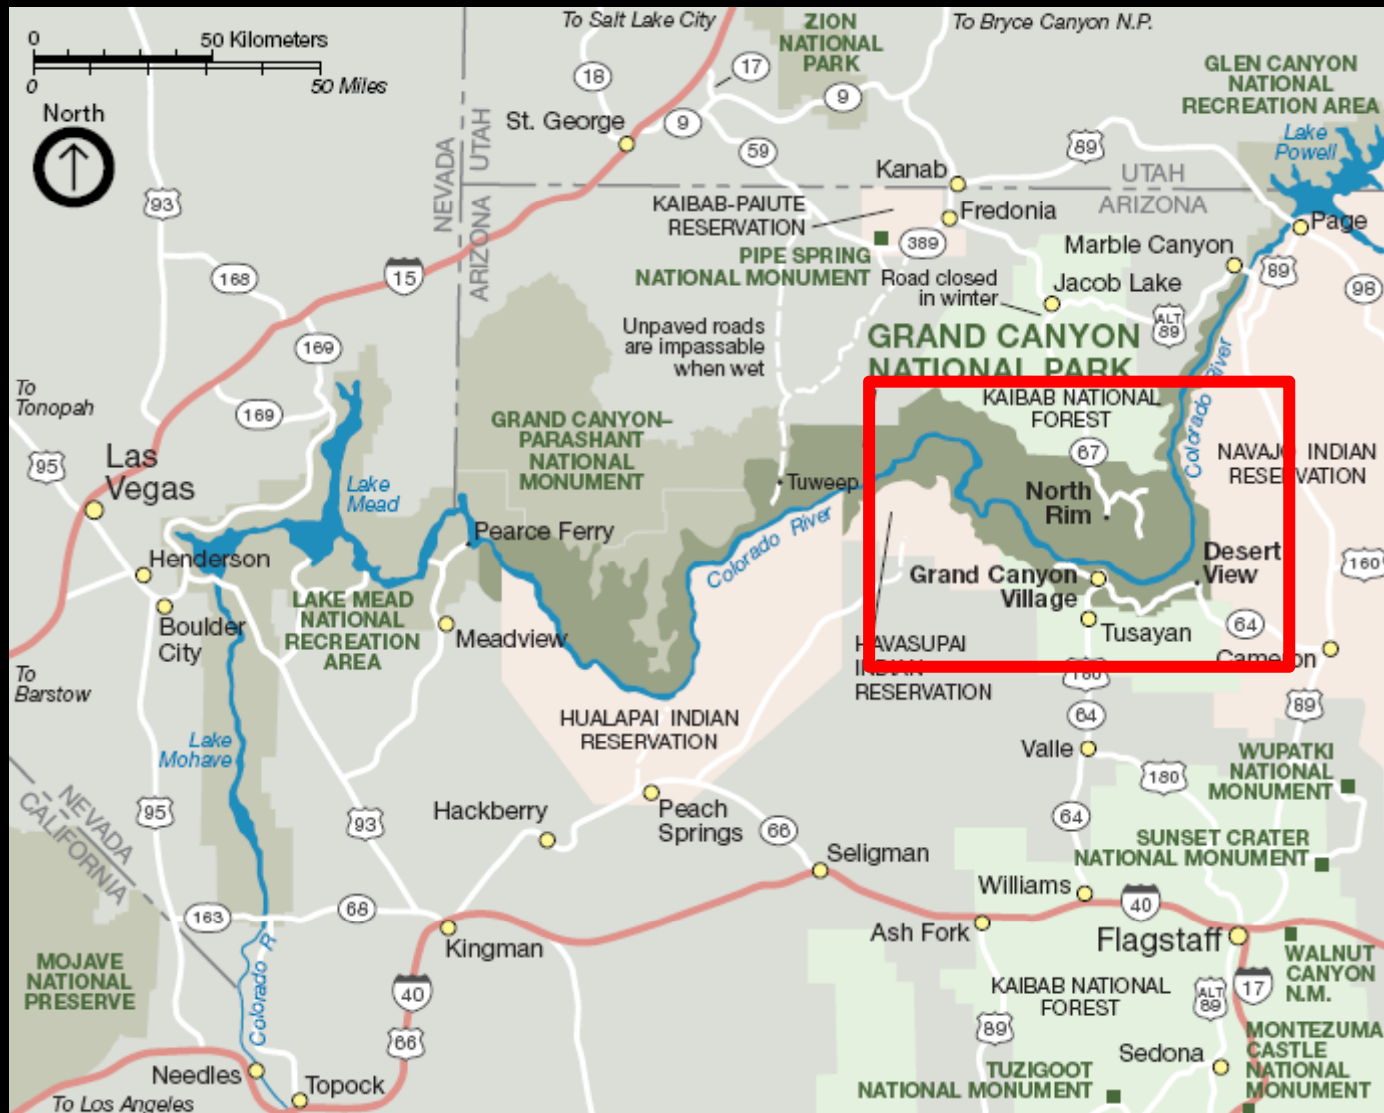 0
50 Kilometers
0
50 Miles
North
To Salt Lake City
ZION
NATIONAL
PARK
To Bryce Canyon N.P.
GLEN CANYON
NATIONAL
RECREATION AREA
Lake
Powell
18
17
9
9
59
St. George
89
93
NEVADA
UTAH
ARIZONA
Kanab
UTAH
ARIZONA
KAIBAB-PAIUTE
RESERVATION
Fredonia
Page
389
PIPE SPRING
NATIONAL MONUMENT
Marble Canyon
89
98
168
15
Road closed
in winter
Jacob Lake
ALT
89
Unpaved roads
are impassable
when wet
GRAND CANYON
NATIONAL PARK
169
To
Tonopah
169
95
Las
Vegas
Lake
Mead
GRAND CANYON–
PARASHANT
NATIONAL
MONUMENT
KAIBAB NATIONAL
FOREST
67
Colorado River
NAVAJO INDIAN
RESERVATION
Tuweep
North
Rim
Colorado River
Pearce Ferry
Henderson
Desert
View
160
Grand Canyon
Village
LAKE MEAD
NATIONAL
RECREATION
AREA
Boulder
City
Meadview
Tusayan
64
HAVASUPAI
INDIAN
RESERVATION
Cameron
To
Barstow
180
89
64
HUALAPAI INDIAN
RESERVATION
Lake
Mohave
Valle
180
WUPATKI
NATIONAL
MONUMENT
NEVADA
CALIFORNIA
95
93
Hackberry
Peach
Springs
66
64
SUNSET CRATER
NATIONAL MONUMENT
Seligman
Williams
40
163
68
Kingman
Ash Fork
Flagstaff
WALNUT
CANYON
N.M.
Colorado R
MOJAVE
NATIONAL
PRESERVE
40
KAIBAB NATIONAL
FOREST
ALT
89
17
66
89
MONTEZUMA
CASTLE
NATIONAL
MONUMENT
Sedona
Needles
Topock
TUZIGOOT
NATIONAL MONUMENT
To Los Angeles